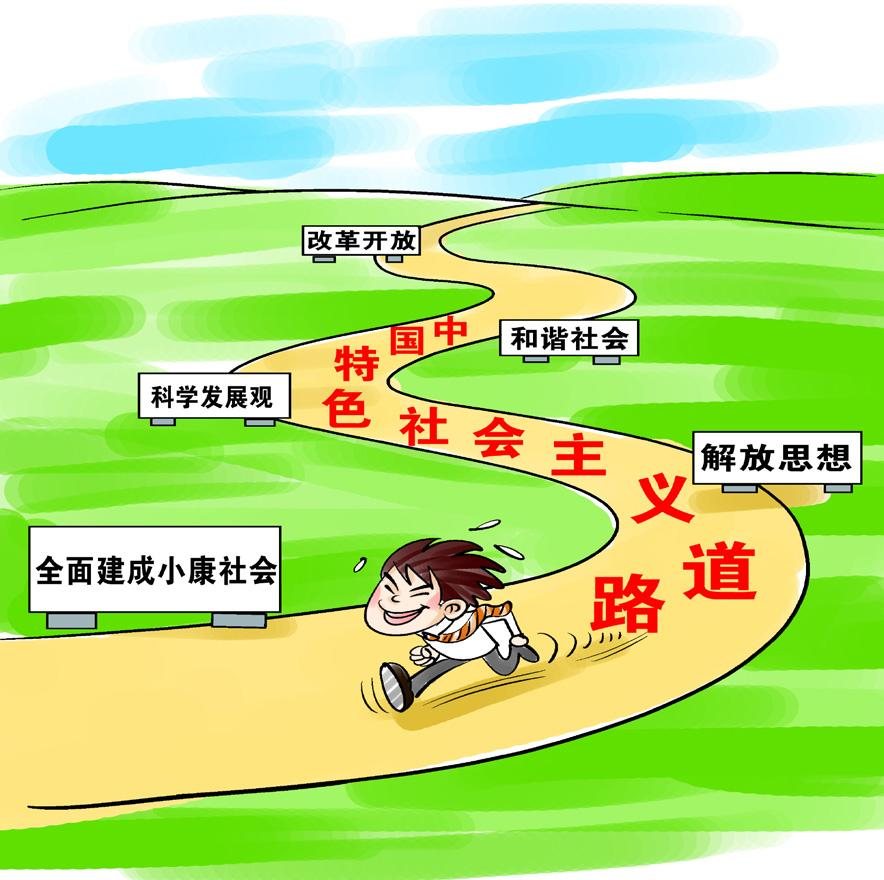 改革开放
和谐社会
科学发展观
解放思想
全面建成小康社会
中国特色社会主义道路